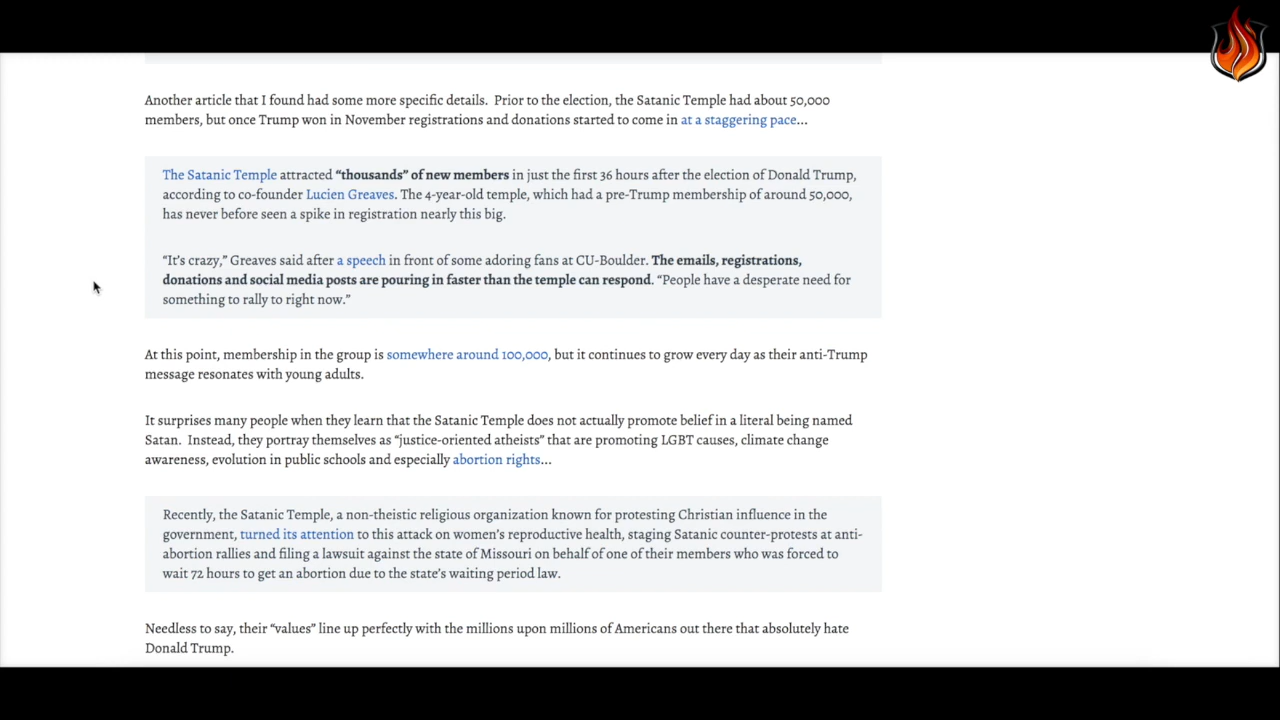 Another article that I found had some more specific details.  Prior to the election, the Satanic Temple had about 50,000
members, but once Trump won in November registrations and donations started to come in at a staggering pace...
The Satanic Temple attracted “thousands” of new members in just the first 36 hours after the election of Donald Trump,
according to co-founder Lucien Greaves. The 4-year-old temple, which had a pre-Trump membership of around 50,000,
has never before seen a spike in registration nearly this big.
“It’s crazy,” Greaves said after a speech in front of some adoring fans at CU-Boulder. The emails, registrations,
donations and social media posts are pouring in faster than the temple can respond. “People have a desperate need for
something to rally to right now.”
At this point, membership in the group is somewhere around 100,000, but it continues to grow every day as their anti-Trump
message resonates with young adults.
It surprises many people when they learn that the Satanic Temple does not actually promote belief in a literal being named
Satan.  Instead, they portray themselves as “justice-oriented atheists” that are promoting LGBT causes, climate change
awareness, evolution in public schools and especially abortion rights...
Recently, the Satanic Temple, a non-theistic religious organization known for protesting Christian influence in the
government, turned its attention to this attack on women’s reproductive health, staging Satanic counter-protests at anti-
abortion rallies and filing a lawsuit against the state of Missouri on behalf of one of their members who was forced to
wait 72 hours to get an abortion due to the state’s waiting period law.
Needless to say, their “values” line up perfectly with the millions upon millions of Americans out there that absolutely hate
Donald Trump.